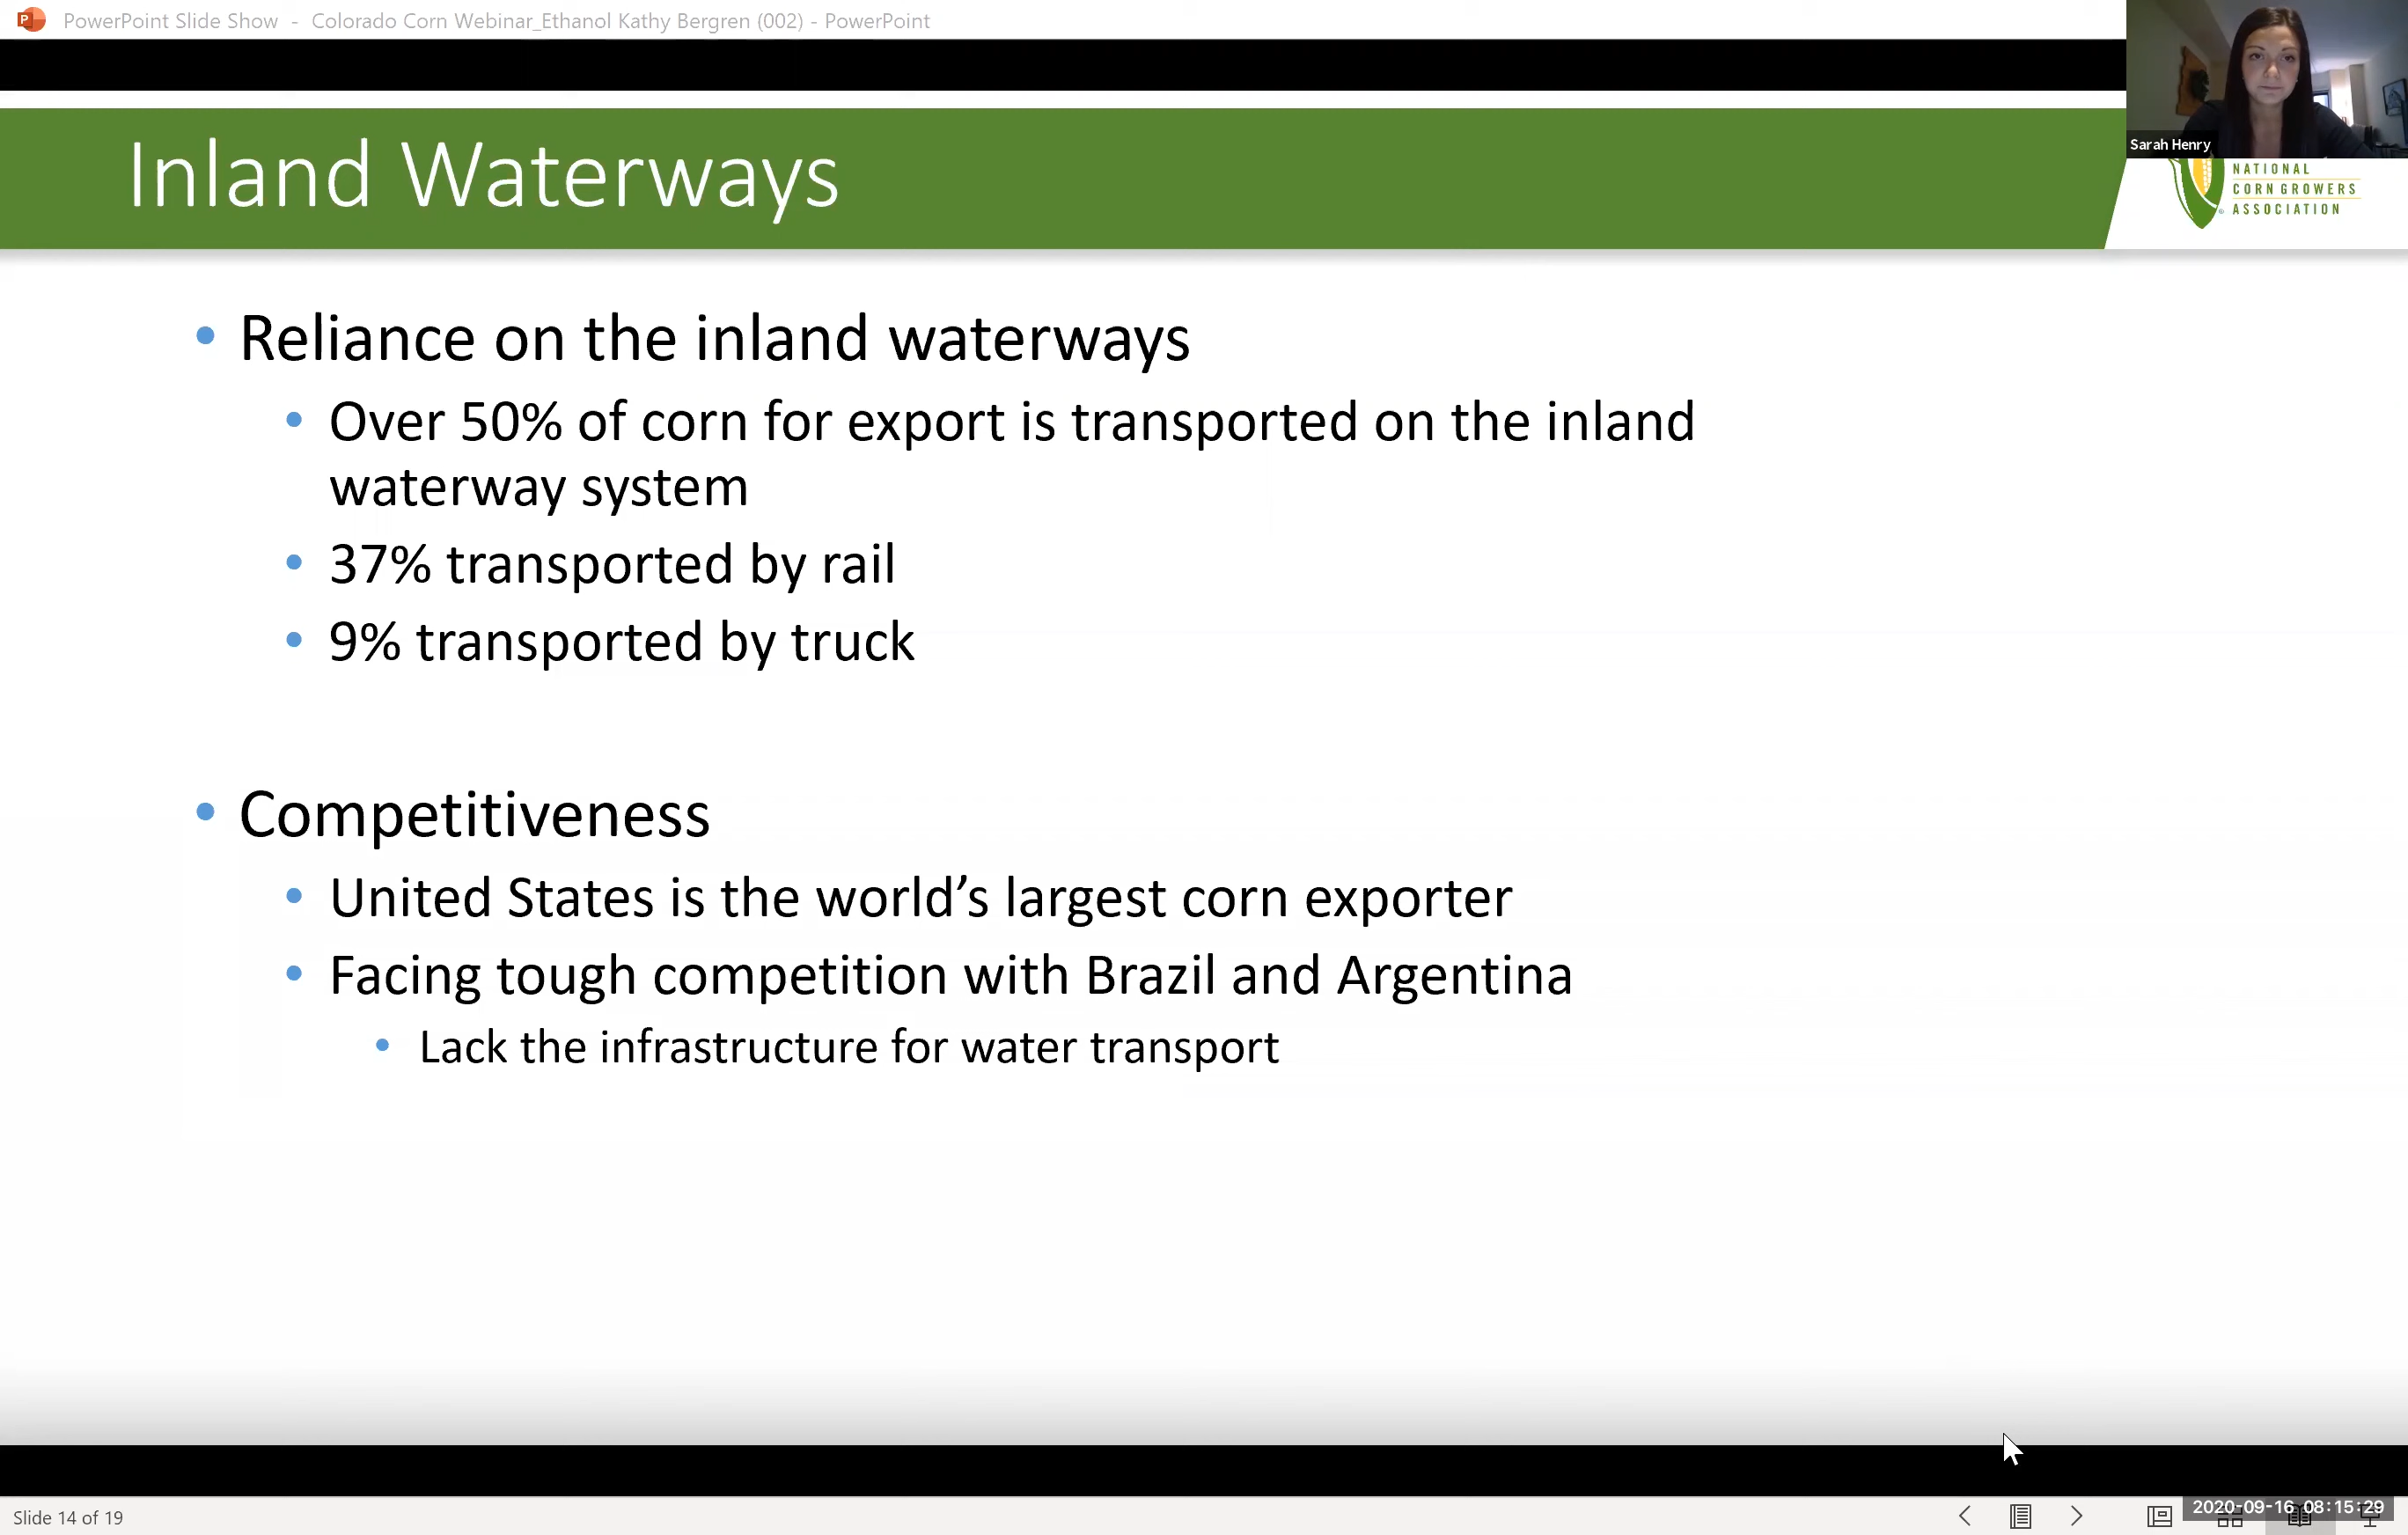 PowerPoint Slide Show - Colorado Corn Webinar_Ethanol Kathy Bergren (002) - PowerPoint
Sarah Henry
Inland Waterways
NATIONAL
CORN GROWERS
ASSOCIATION
• Reliance on the inland waterways
• Over 50% of corn for export is transported on the inland
waterway system
• 37% transported by rail
• 9% transported by truck
• Competitiveness
• United States is the world’s largest corn exporter
• Facing tough competition with Brazil and Argentina
• Lack the infrastructure for water transport
Slide 14 of 19
2020-09-16 08:15:29